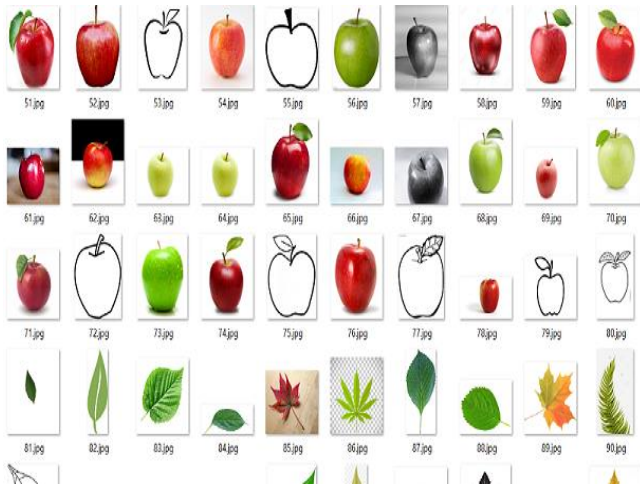 51.jpg 52.jpg 53.jpg 54.jpg 55.jpg 56.jpg 57.jpg 58.jpg 59.jpg 60.jpg
61.jpg 62.jpg 63.jpg 64.jpg 65.jpg 66.jpg 67.jpg 68.jpg 69.jpg 70.jpg
71.jpg 72.jpg 73.jpg 74.jpg 75.jpg 76.jpg 77.jpg 78.jpg 79.jpg 80.jpg
81.jpg 82.jpg 83.jpg 84.jpg 85.jpg 86.jpg 87.jpg 88.jpg 89.jpg 90.jpg